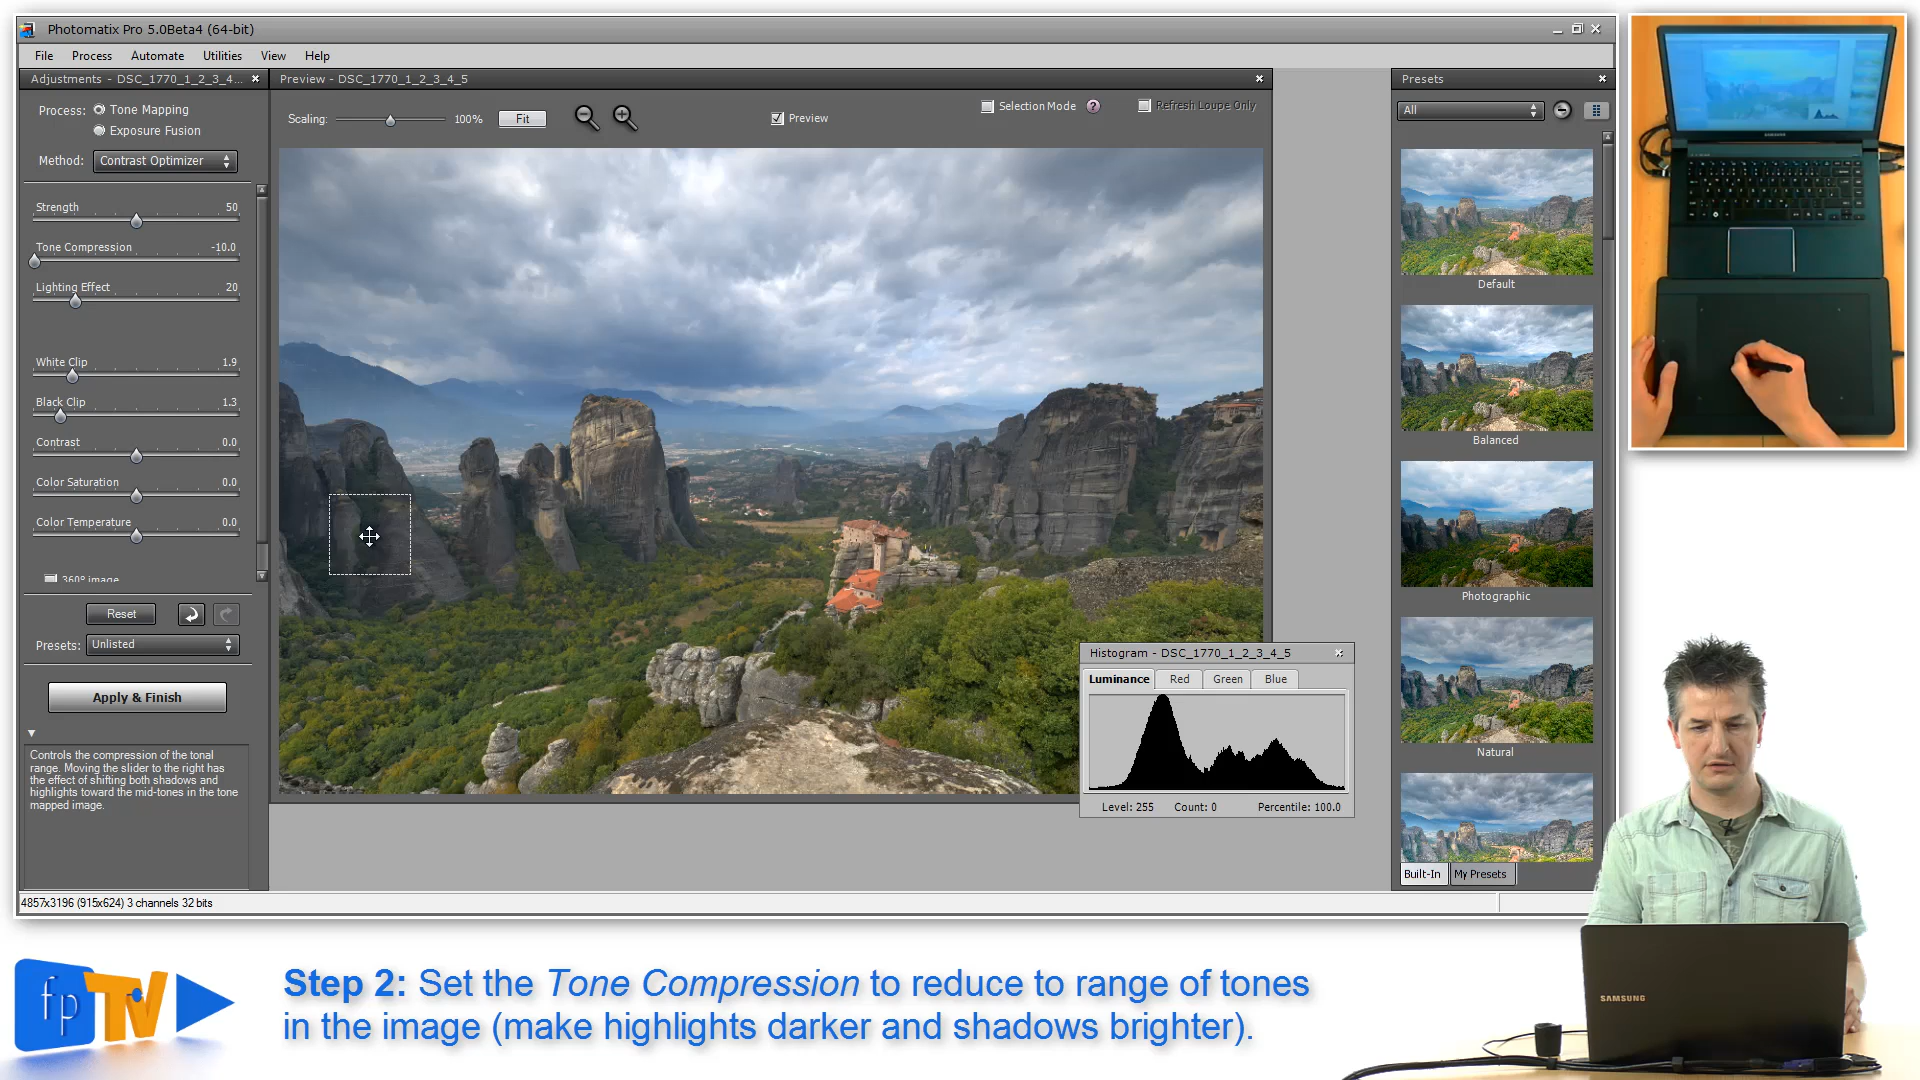 Photomatix Pro 5.0Beta4 (64-bit)
File Process Automate Utilities View Help
Adjustments - DSC_1770_1_2_3_4...
Preview - DSC_1770_1_2_3_4_5
Presets
Process: Tone Mapping
Exposure Fusion
Method: Contrast Optimizer
Scaling: 100% Fit
Preview
Selection Mode ?
Refresh Loupe Only
All
Strength 50
Tone Compression -10.0
Lighting Effect 20
White Clip 1.9
Black Clip 1.3
Contrast 0.0
Color Saturation 0.0
Color Temperature 0.0
360° image
Reset
Presets: Unlisted
Apply & Finish
Controls the compression of the tonal
range. Moving the slider to the right has
the effect of shifting both shadows and
highlights toward the mid-tones in the tone
mapped image.
Histogram - DSC_1770_1_2_3_4_5
Luminance Red Green Blue
Level: 255 Count: 0 Percentile: 100.0
Default
Balanced
Photographic
Natural
Built-In My Presets
4857x3196 (915x624) 3 channels 32 bits
fp TV
Step 2: Set the Tone Compression to reduce to range of tones
in the image (make highlights darker and shadows brighter).
SAMSUNG